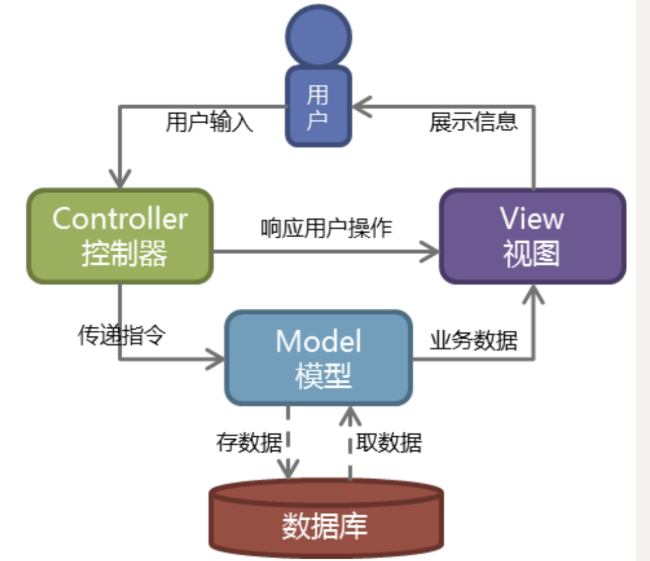 用
户
用户输入
展示信息
Controller
控制器
响应用户操作
View
视图
传递指令
Model
模型
业务数据
存数据
取数据
数据库